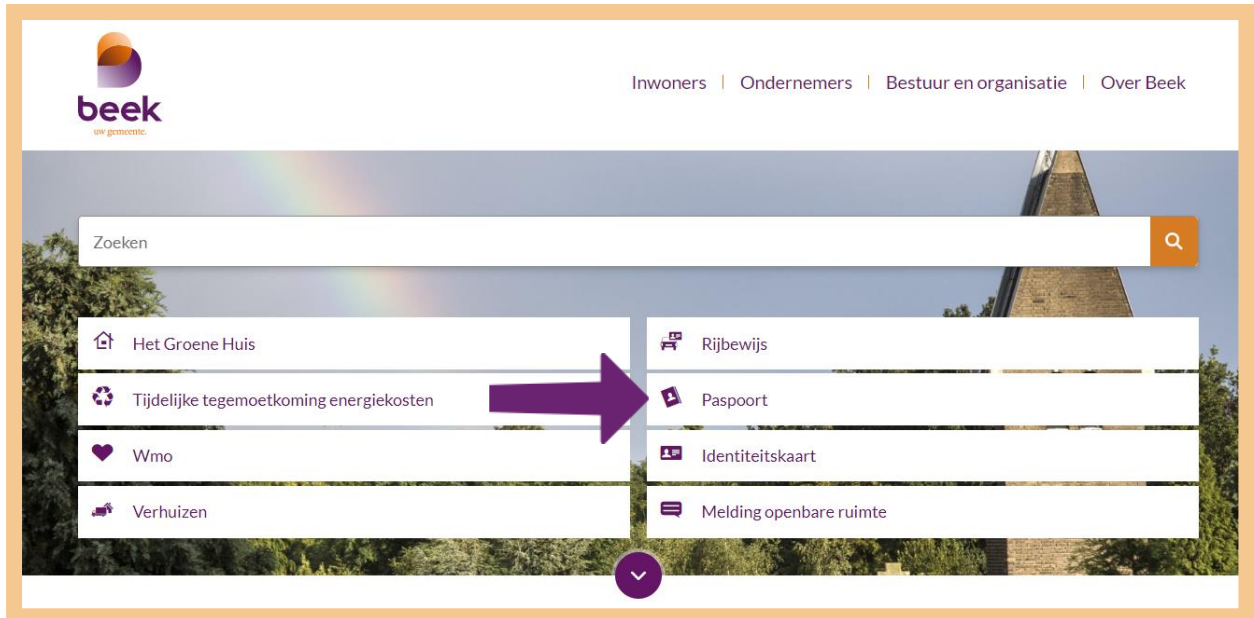 beek
uw gemeente.
Inwoners | Ondernemers | Bestuur en organisatie | Over Beek
Zoeken
Het Groene Huis
Tijdelijke tegemoetkoming energiekosten
Wmo
Verhuizen
Rijbewijs
Paspoort
Identiteitskaart
Melding openbare ruimte